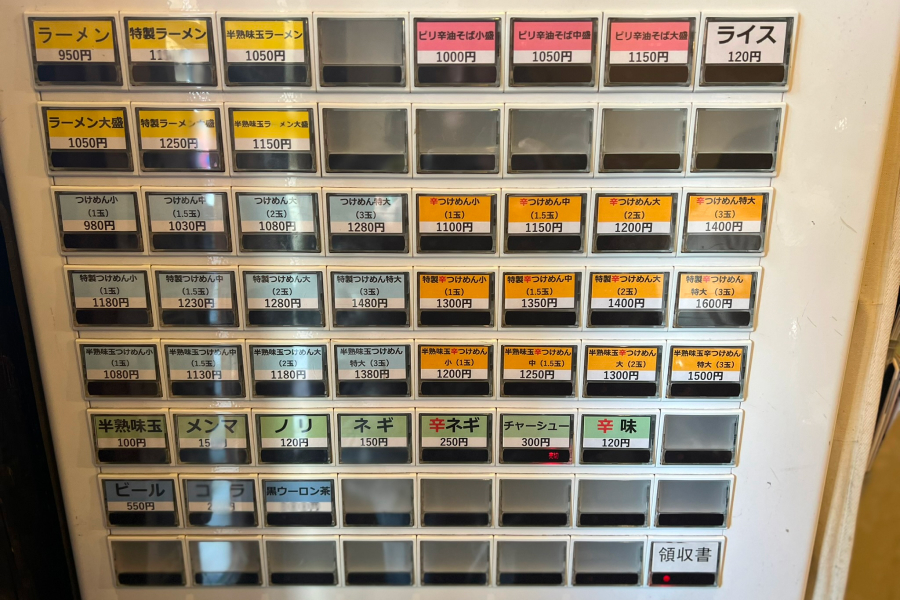 ラーメン
950円
特製ラーメン
半熟味玉ラーメン
1050円
ピリ辛油そば小盛
1000円
ピリ辛油そば中盛
1050円
ピリ辛油そば大盛
1150円
ライス
120円
ラーメン大盛
1050円
特製ラーメン大盛
1250円
半熟味玉ラーメン大盛
1150円
つけめん小
(1玉)
980円
つけめん中
(1.5玉)
1030円
つけめん大
(2玉)
1080円
つけめん特大
(3玉)
1280円
辛つけめん小
(1玉)
1100円
辛つけめん中
(1.5玉)
1150円
辛つけめん大
(2玉)
1200円
辛つけめん特大
(3玉)
1400円
特製つけめん小
(1玉)
1180円
特製つけめん中
(1.5玉)
1230円
特製つけめん大
(2玉)
1280円
特製つけめん特大
(3玉)
1480円
特製辛つけめん小
(1玉)
1300円
特製辛つけめん中
(1.5玉)
1350円
特製辛つけめん大
(2玉)
1400円
特製辛つけめん
特大 (3玉)
1600円
半熟味玉つけめん小
(1玉)
1080円
半熟味玉つけめん中
(1.5玉)
1130円
半熟味玉つけめん大
(2玉)
1180円
半熟味玉つけめん
特大 (3玉)
1380円
半熟味玉辛つけめん
小 (1玉)
1200円
半熟味玉辛つけめん
中 (1.5玉)
1250円
半熟味玉辛つけめん
大 (2玉)
1300円
半熟味玉辛つけめん
特大 (3玉)
1500円
半熟味玉
100円
メンマ
ノリ
120円
ネギ
150円
辛ネギ
250円
チャーシュー
300円
辛味
120円
ビール
550円
コーラ
黒ウーロン茶
領収書